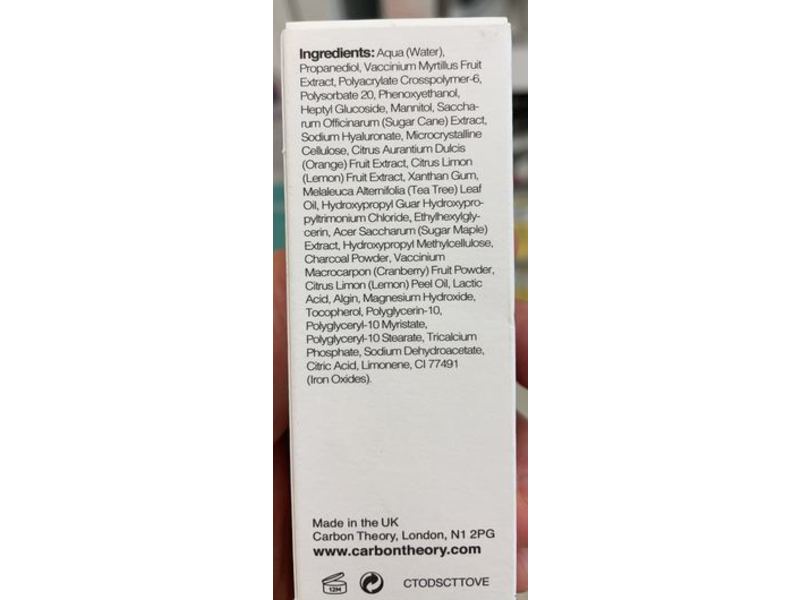 Ingredients: Aqua (Water),
Propanediol, Vaccinium Myrtillus Fruit
Extract, Polyacrylate Crosspolymer-6,
Polysorbate 20, Phenoxyethanol,
Heptyl Glucoside, Mannitol, Saccha-
rum Officinarum (Sugar Cane) Extract,
Sodium Hyaluronate, Microcrystalline
Cellulose, Citrus Aurantium Dulcis
(Orange) Fruit Extract, Citrus Limon
(Lemon) Fruit Extract, Xanthan Gum,
Melaleuca Alternifolia (Tea Tree) Leaf
Oil, Hydroxypropyl Guar Hydroxypro-
pyltrimonium Chloride, Ethylhexylgly-
cerin, Acer Saccharum (Sugar Maple)
Extract, Hydroxypropyl Methylcellulose,
Charcoal Powder, Vaccinium
Macrocarpon (Cranberry) Fruit Powder,
Citrus Limon (Lemon) Peel Oil, Lactic
Acid, Algin, Magnesium Hydroxide,
Tocopherol, Polyglycerin-10,
Polyglyceryl-10 Myristate,
Polyglyceryl-10 Stearate, Tricalcium
Phosphate, Sodium Dehydroacetate,
Citric Acid, Limonene, CI 77491
(Iron Oxides).
Made in the UK
Carbon Theory, London, N1 2PG
www.carbontheory.com
12M CTODSCTTOVE